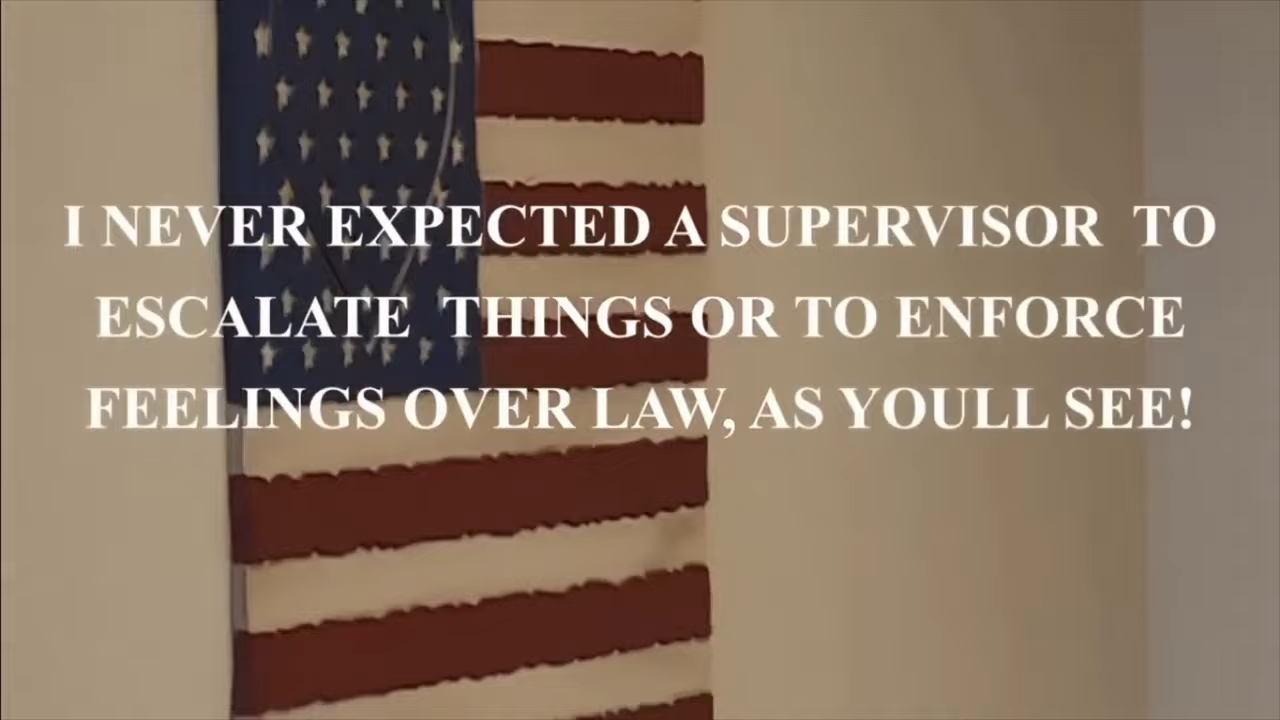 I NEVER EXPECTED A SUPERVISOR TO
ESCALATE THINGS OR TO ENFORCE
FEELINGS OVER LAW, AS YOULL SEE!